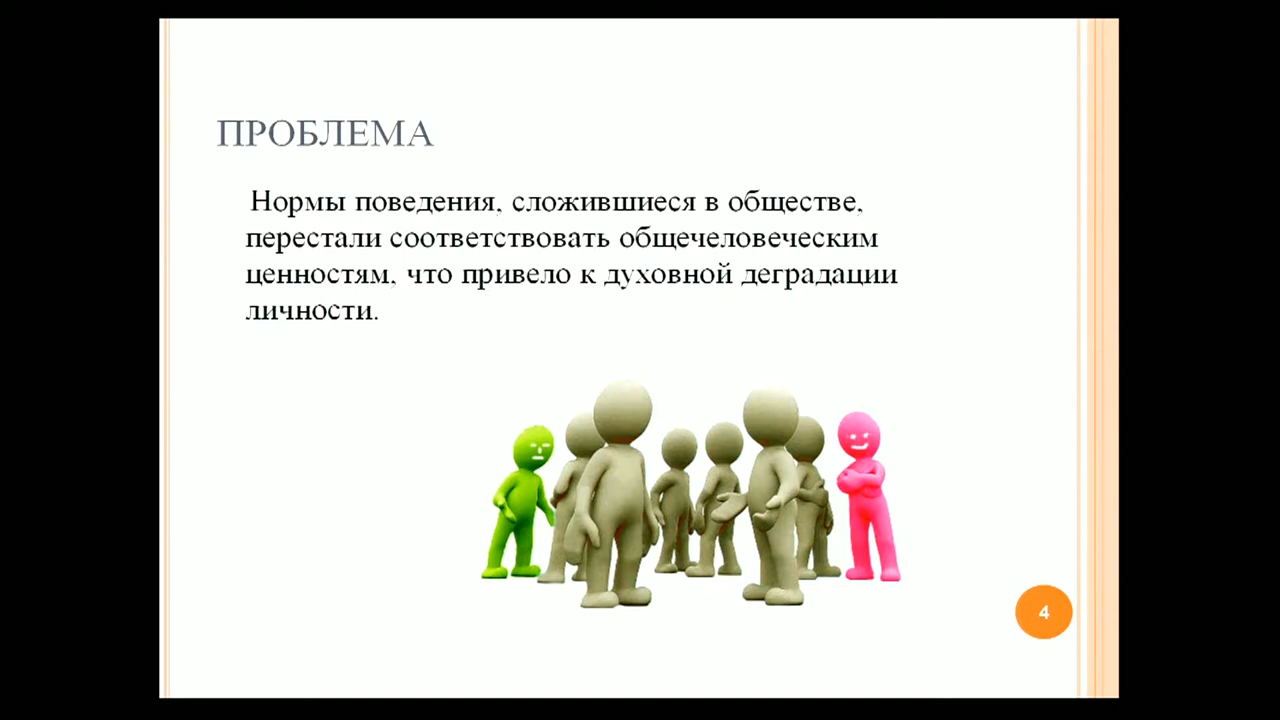 ПРОБЛЕМА
Нормы поведения, сложившиеся в обществе,
перестали соответствовать общечеловеческим
ценностям, что привело к духовной деградации
личности.
4